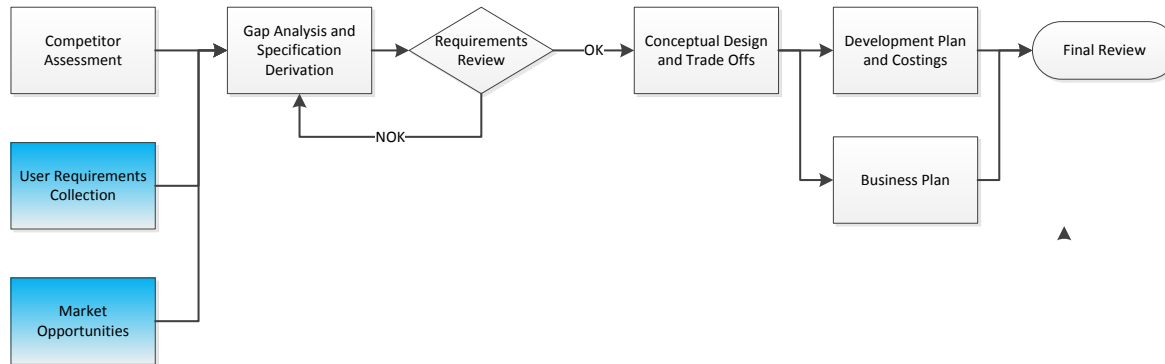 Competitor
Assessment
Gap Analysis and
Specification
Derivation
Requirements
Review
OK
Conceptual Design
and Trade Offs
Development Plan
and Costings
Final Review
NOK
User Requirements
Collection
Business Plan
Market
Opportunities